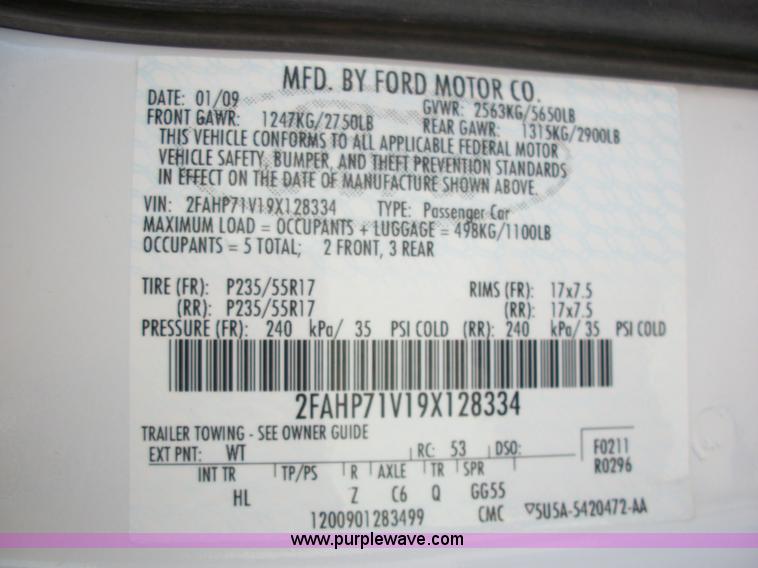 MFD. BY FORD MOTOR CO.
DATE: 01/09 GVWR: 2563KG/5650LB
FRONT GAWR: 1247KG/2750LB REAR GAWR: 1315KG/2900LB
THIS VEHICLE CONFORMS TO ALL APPLICABLE FEDERAL MOTOR
VEHICLE SAFETY, BUMPER, AND THEFT PREVENTION STANDARDS
IN EFFECT ON THE DATE OF MANUFACTURE SHOWN ABOVE.
VIN: 2FAHP71V19X128334 TYPE: Passenger Car
MAXIMUM LOAD = OCCUPANTS + LUGGAGE = 498KG/1100LB
OCCUPANTS = 5 TOTAL; 2 FRONT, 3 REAR
TIRE (FR): P235/55R17 RIMS (FR): 17x7.5
(RR): P235/55R17 (RR): 17x7.5
PRESSURE (FR): 240 kPa/ 35 PSI COLD (RR): 240 kPa/ 35 PSI COLD
2FAHP71V19X128334
TRAILER TOWING - SEE OWNER GUIDE
EXT PNT: WT RC: 53 DSO: F0211
INT TR TP/PS R AXLE TR SPR R0296
HL Z C6 Q GG55
1200901283499 CMC ▽5U5A-5420472-AA
www.purplewave.com